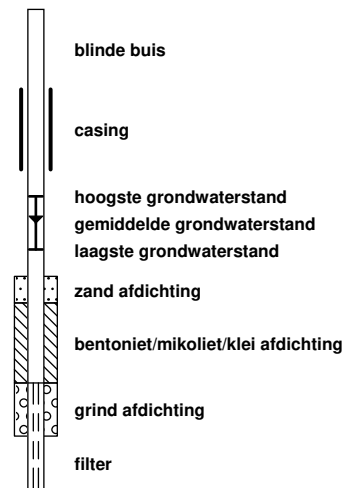 blinde buis
casing
hoogste grondwaterstand
gemiddelde grondwaterstand
laagste grondwaterstand
zand afdichting
bentoniet/mikoliet/klei afdichting
grind afdichting
filter